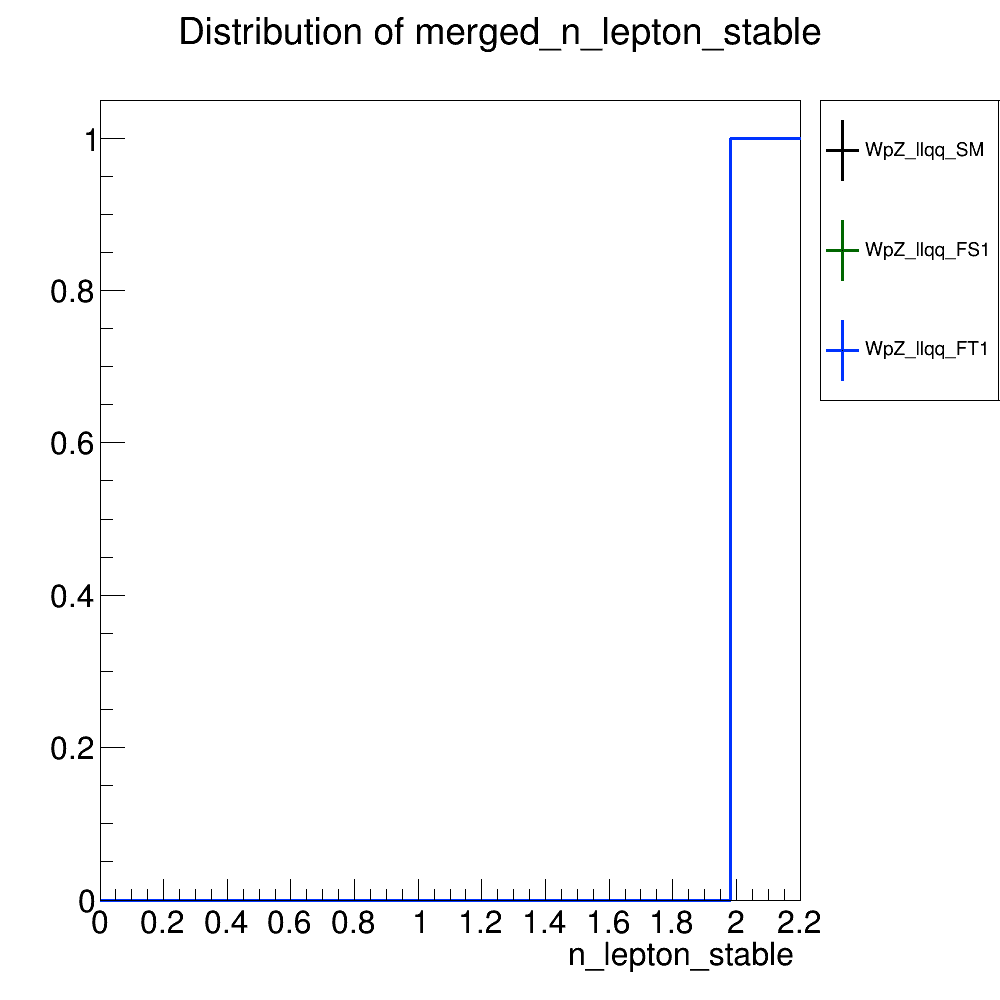 Distribution of merged_n_lepton_stable
WpZ_llqq_SM
WpZ_llqq_FS1
WpZ_llqq_FT1
1
0.8
0.6
0.4
0.2
0
0 0.2 0.4 0.6 0.8 1 1.2 1.4 1.6 1.8 2 2.2
n_lepton_stable